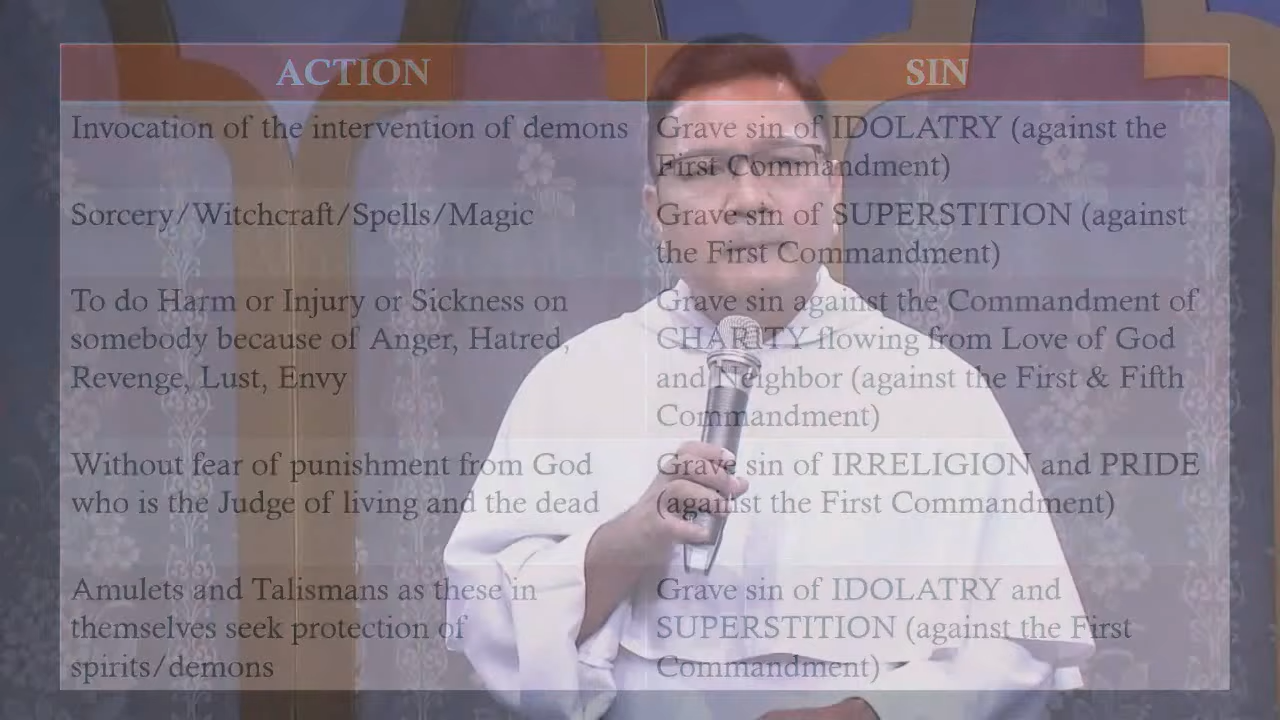 ACTION
SIN
Invocation of the intervention of demons
Grave sin of IDOLATRY (against the
First Commandment)
Sorcery/Witchcraft/Spells/Magic
Grave sin of SUPERSTITION (against
the First Commandment)
To do Harm or Injury or Sickness on
somebody because of Anger, Hatred,
Revenge, Lust, Envy
Grave sin against the Commandment of
CHARITY flowing from Love of God
and Neighbor (against the First & Fifth
Commandment)
Without fear of punishment from God
who is the Judge of living and the dead
Grave sin of IRRELIGION and PRIDE
(against the First Commandment)
Amulets and Talismans as these in
themselves seek protection of
spirits/demons
Grave sin of IDOLATRY and
SUPERSTITION (against the First
Commandment)